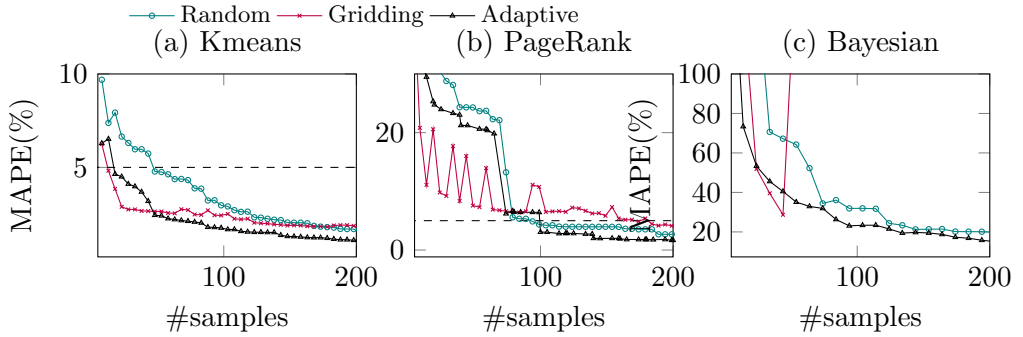 Random Gridding Adaptive
(a) Kmeans
MAPE(%)
10
5
100 200
#samples
(b) PageRank
MAPE(%)
20
0
100 200
#samples
(c) Bayesian
MAPE(%)
100
80
60
40
20
100 200
#samples